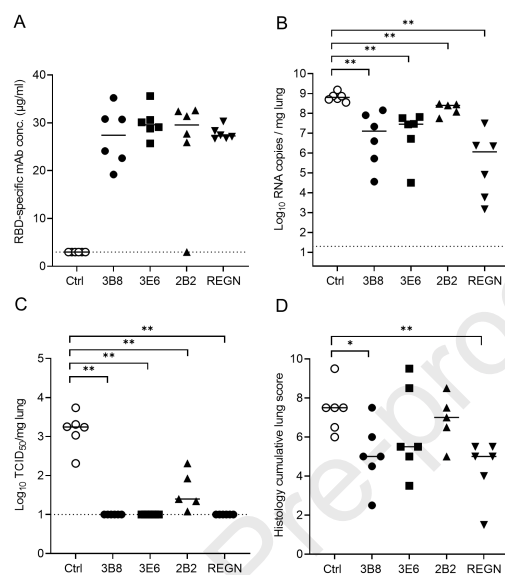 A
RBD-specific mAb conc. (µg/ml)
50
40
30
20
10
0
Ctrl 3B8 3E6 2B2 REGN
B
Log10 RNA copies / mg lung
**
**
**
**
10
9
8
7
6
5
4
3
2
1
Ctrl 3B8 3E6 2B2 REGN
C
Log10 TCID50/mg lung
**
**
**
**
5
4
3
2
1
0
Ctrl 3B8 3E6 2B2 REGN
D
Histology cumulative lung score
**
*
10
8
6
4
2
0
Ctrl 3B8 3E6 2B2 REGN
Pre-pro